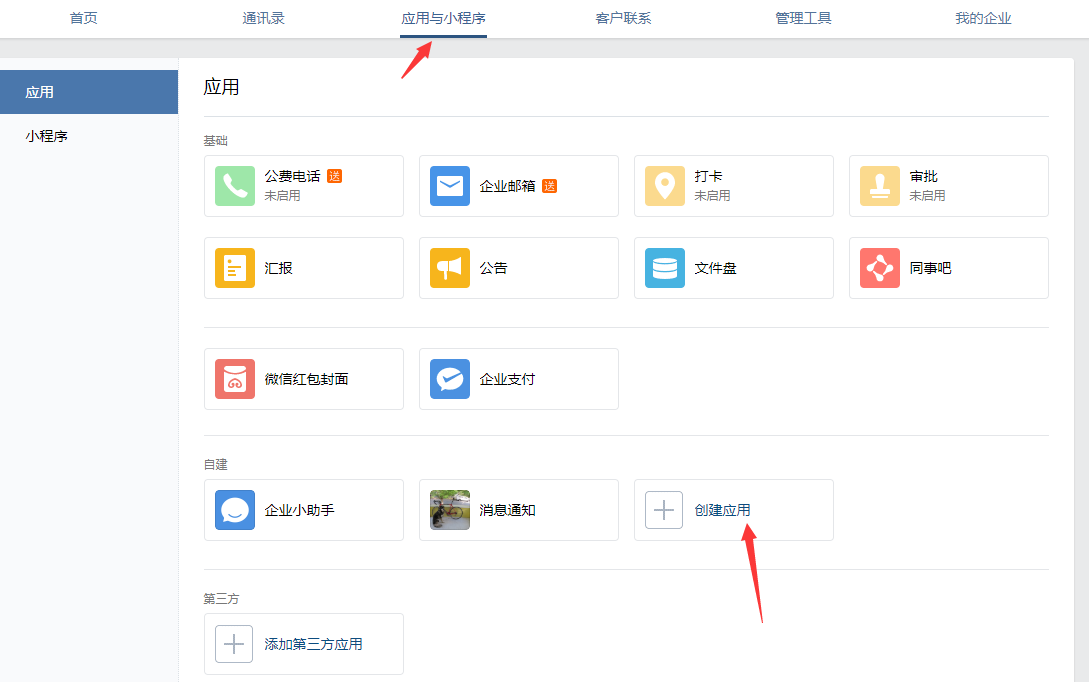 首页 通讯录 应用与小程序 客户联系 管理工具 我的企业
应用
小程序
应用
基础
公费电话 送
未启用
企业邮箱 送
打卡
未启用
审批
未启用
汇报
公告
文件盘
同事吧
微信红包封面
企业支付
自建
企业小助手
消息通知
创建应用
第三方
添加第三方应用